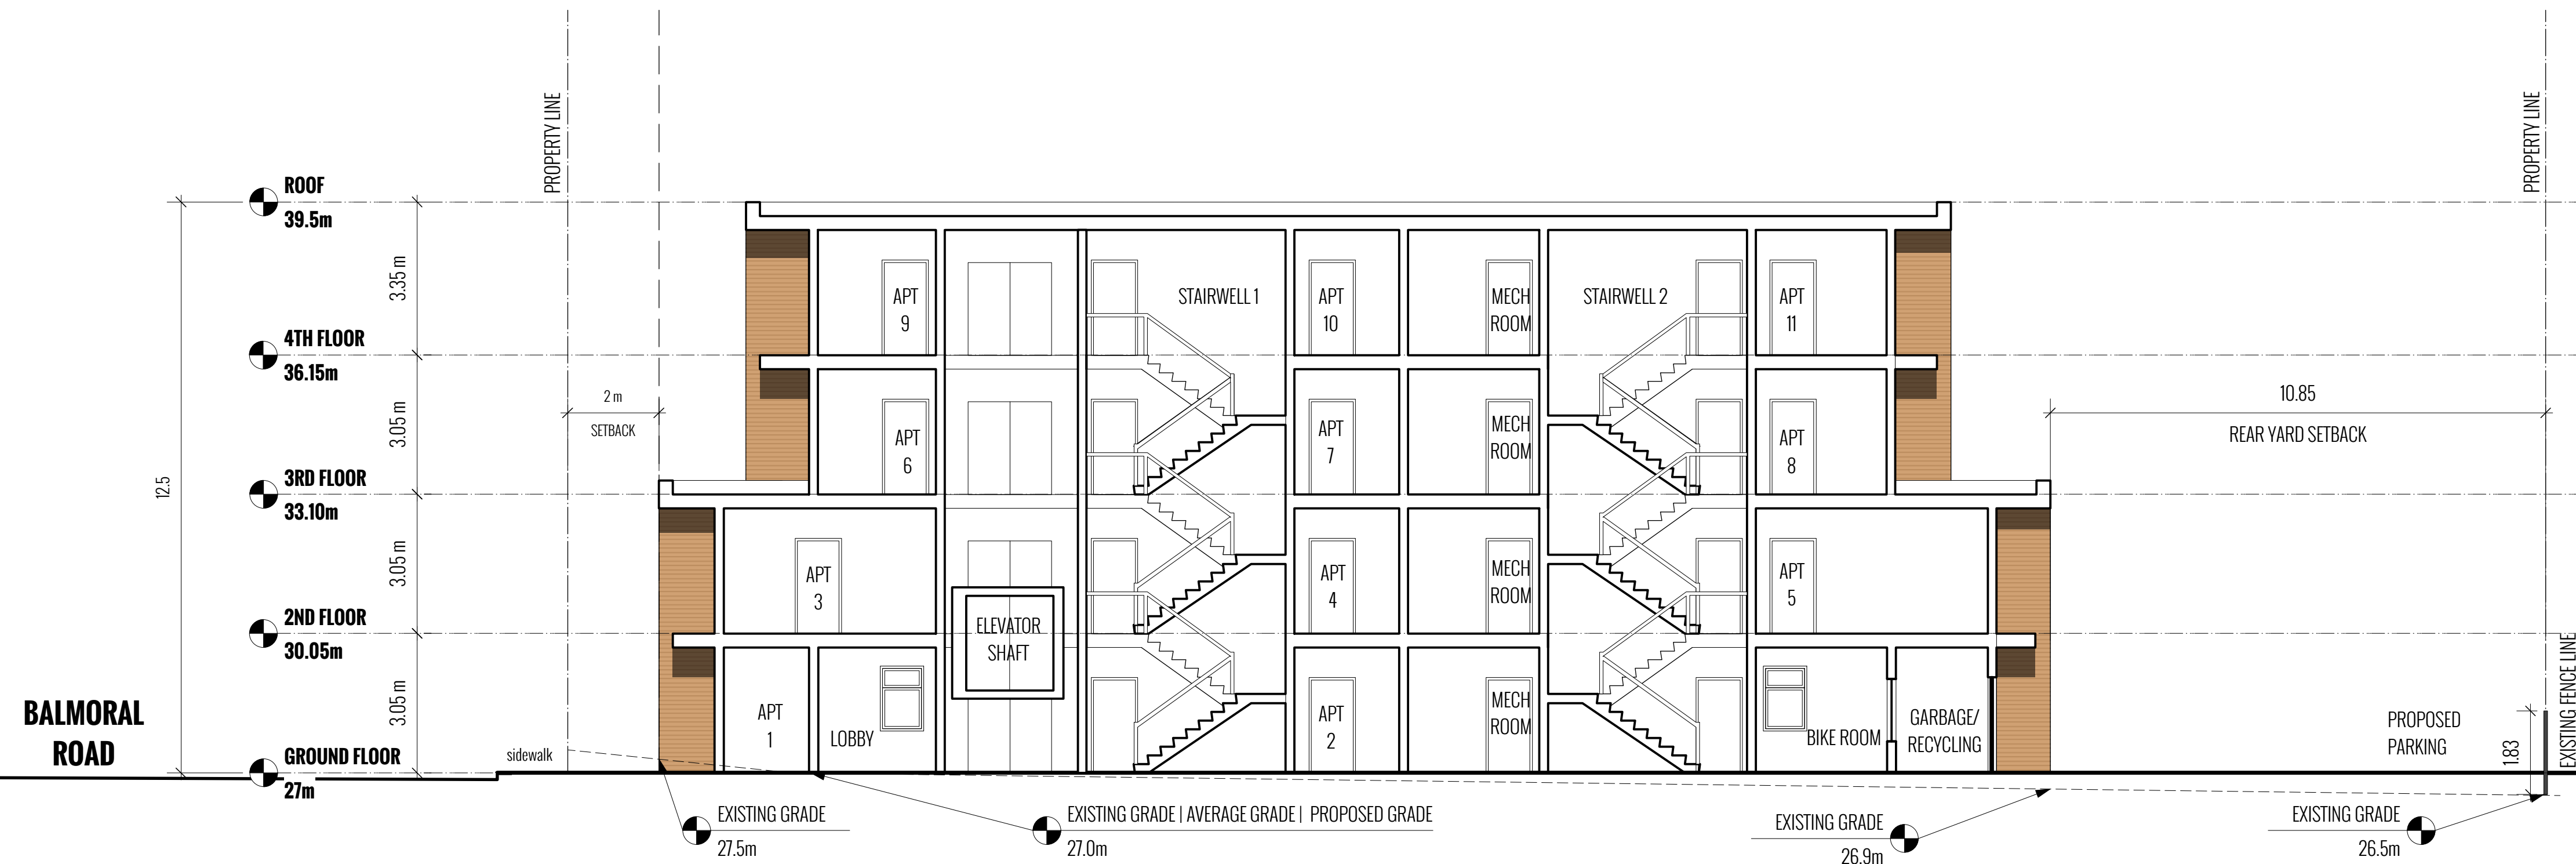 PROPERTY LINE
PROPERTY LINE
ROOF
39.5m
3.35 m
STAIRWELL 1
STAIRWELL 2
APT
9
APT
10
MECH
ROOM
APT
11
4TH FLOOR
36.15m
2 m
SETBACK
10.85
REAR YARD SETBACK
3.05 m
APT
6
APT
7
MECH
ROOM
APT
8
12.5
3RD FLOOR
33.10m
3.05 m
APT
3
APT
4
MECH
ROOM
APT
5
2ND FLOOR
30.05m
ELEVATOR
SHAFT
EXISTING FENCE LINE
3.05 m
BALMORAL
ROAD
APT
1
LOBBY
APT
2
MECH
ROOM
BIKE ROOM
GARBAGE/
RECYCLING
PROPOSED
PARKING
1.83
sidewalk
GROUND FLOOR
27m
EXISTING GRADE
27.5m
EXISTING GRADE | AVERAGE GRADE | PROPOSED GRADE
27.0m
EXISTING GRADE
26.9m
EXISTING GRADE
26.5m